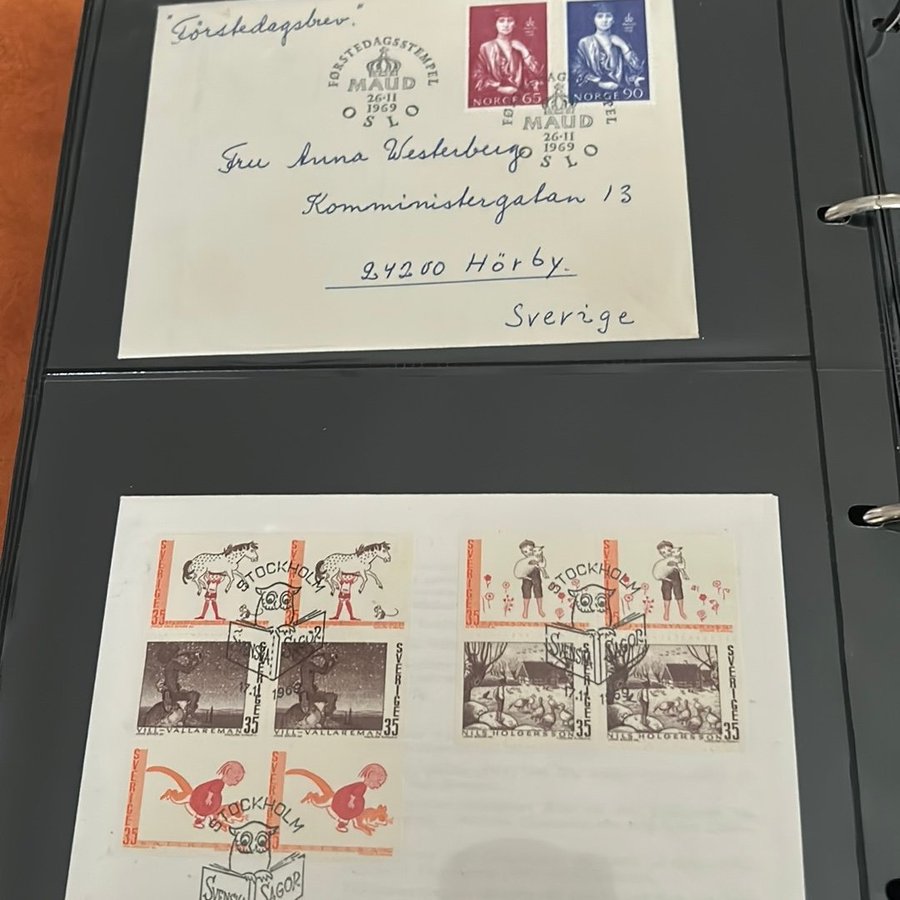 "Förstedagsbrev."
FØRSTEDAGSSTEMPEL
MAUD
26·11
1969
OSLO
NORGE 65
NORGE 90
MAUD
26·11
1969
OSLO
Fru Anna Westerberg
Komministergatan 13
24200 Hörby.
Sverige
SVERIGE 35
SVERIGE 35
STOCKHOLM
SVENSKA SAGOR
17.11 1969
SVERIGE 35
VILL-VALLAREMAN
SVERIGE 35
VILL-VALLAREMAN
SVERIGE 35
SVERIGE 35
STOCKHOLM
SVENSKA SAGOR
SVERIGE 35
SVERIGE 35
STOCKHOLM
SVENSKA SAGOR
17.11 1969
SVERIGE 35
NILS HOLGERSSON
SVERIGE 35
NILS HOLGERSSON